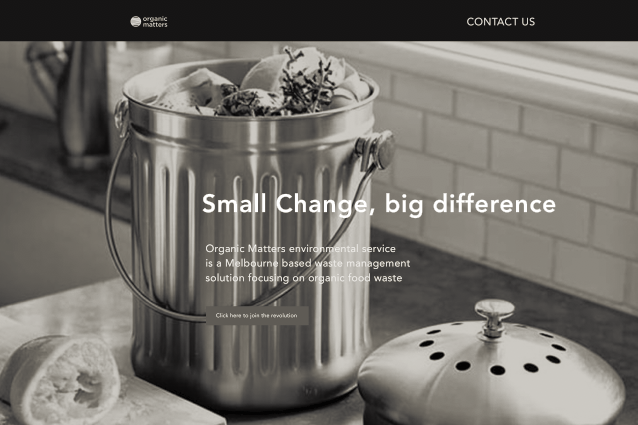 organic
matters
CONTACT US
Small Change, big difference
Organic Matters environmental service
is a Melbourne based waste management
solution focusing on organic food waste
Click here to join the revolution